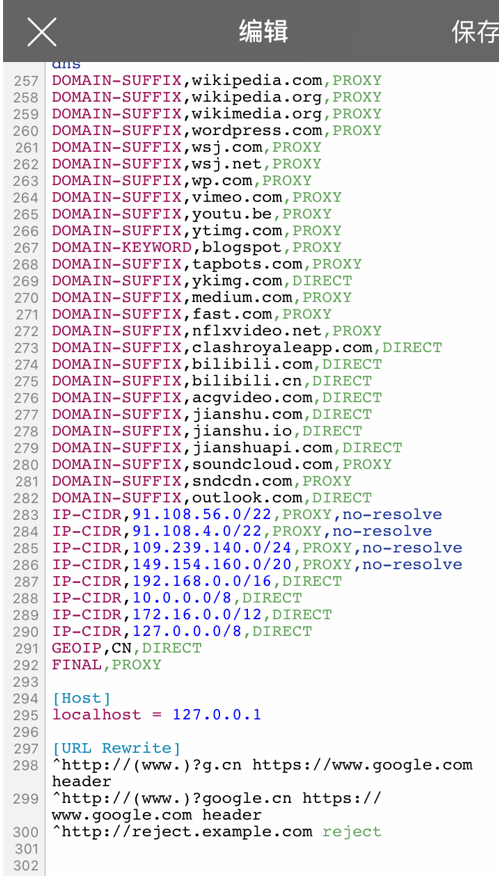 编辑
保存
dns
257 DOMAIN-SUFFIX,wikipedia.com,PROXY
258 DOMAIN-SUFFIX,wikipedia.org,PROXY
259 DOMAIN-SUFFIX,wikimedia.org,PROXY
260 DOMAIN-SUFFIX,wordpress.com,PROXY
261 DOMAIN-SUFFIX,wsj.com,PROXY
262 DOMAIN-SUFFIX,wsj.net,PROXY
263 DOMAIN-SUFFIX,wp.com,PROXY
264 DOMAIN-SUFFIX,vimeo.com,PROXY
265 DOMAIN-SUFFIX,youtu.be,PROXY
266 DOMAIN-SUFFIX,ytimg.com,PROXY
267 DOMAIN-KEYWORD,blogspot,PROXY
268 DOMAIN-SUFFIX,tapbots.com,PROXY
269 DOMAIN-SUFFIX,ykimg.com,DIRECT
270 DOMAIN-SUFFIX,medium.com,PROXY
271 DOMAIN-SUFFIX,fast.com,PROXY
272 DOMAIN-SUFFIX,nflxvideo.net,PROXY
273 DOMAIN-SUFFIX,clashroyaleapp.com,DIRECT
274 DOMAIN-SUFFIX,bilibili.com,DIRECT
275 DOMAIN-SUFFIX,bilibili.cn,DIRECT
276 DOMAIN-SUFFIX,acgvideo.com,DIRECT
277 DOMAIN-SUFFIX,jianshu.com,DIRECT
278 DOMAIN-SUFFIX,jianshu.io,DIRECT
279 DOMAIN-SUFFIX,jianshuapi.com,DIRECT
280 DOMAIN-SUFFIX,soundcloud.com,PROXY
281 DOMAIN-SUFFIX,sndcdn.com,PROXY
282 DOMAIN-SUFFIX,outlook.com,DIRECT
283 IP-CIDR,91.108.56.0/22,PROXY,no-resolve
284 IP-CIDR,91.108.4.0/22,PROXY,no-resolve
285 IP-CIDR,109.239.140.0/24,PROXY,no-resolve
286 IP-CIDR,149.154.160.0/20,PROXY,no-resolve
287 IP-CIDR,192.168.0.0/16,DIRECT
288 IP-CIDR,10.0.0.0/8,DIRECT
289 IP-CIDR,172.16.0.0/12,DIRECT
290 IP-CIDR,127.0.0.0/8,DIRECT
291 GEOIP,CN,DIRECT
292 FINAL,PROXY
293
294 [Host]
295 localhost = 127.0.0.1
296
297 [URL Rewrite]
298 ^http://(www.)?g.cn https://www.google.com
header
299 ^http://(www.)?google.cn https://
www.google.com header
300 ^http://reject.example.com reject
301
302